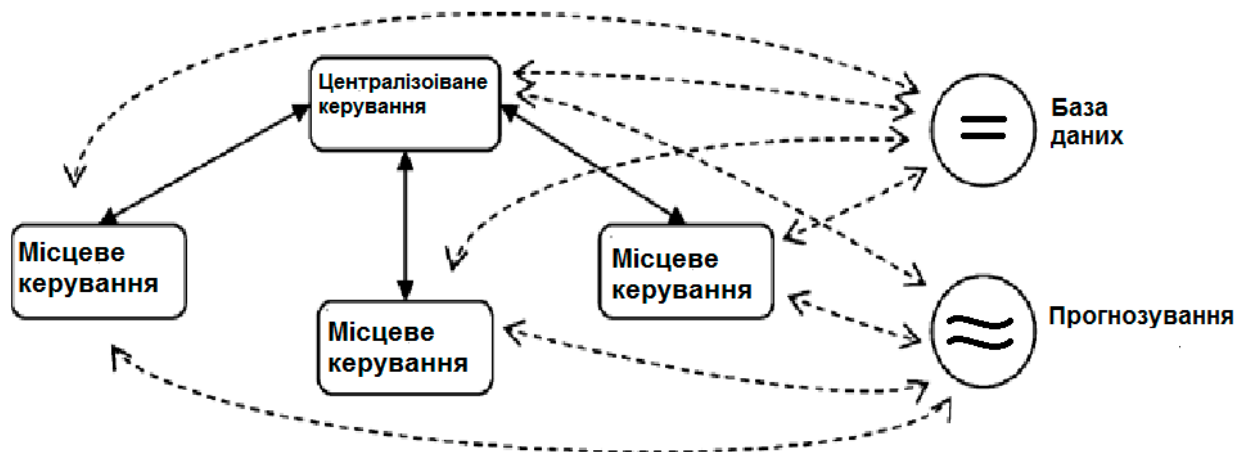 Централізоіване
керування
База
даних
Місцеве
керування
Місцеве
керування
Місцеве
керування
Прогнозування